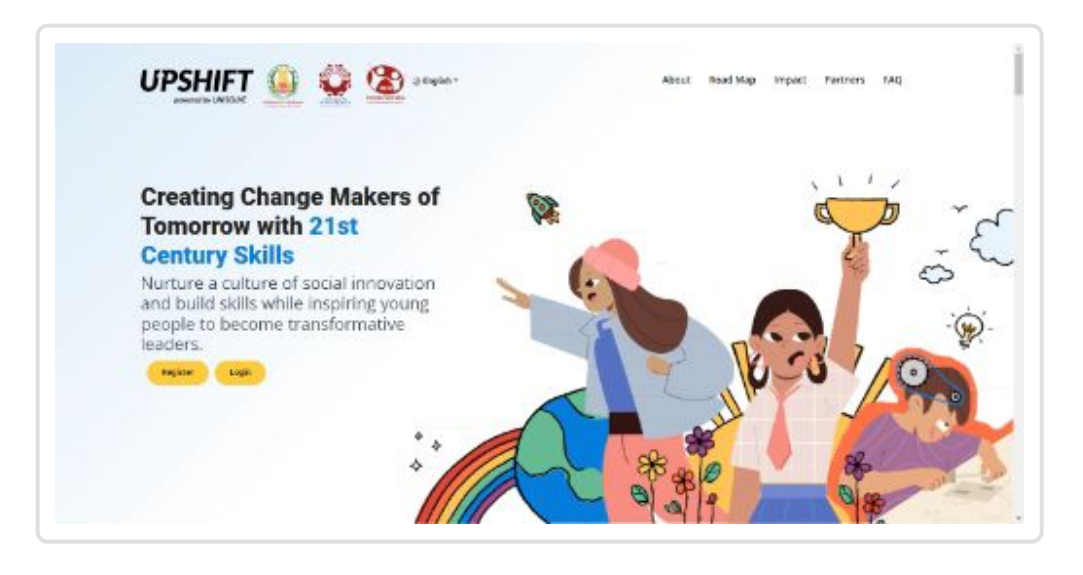 UPSHIFT
powered by UNISOLVE
English
About Road Map Impact Partners FAQ
Creating Change Makers of
Tomorrow with 21st
Century Skills
Nurture a culture of social innovation
and build skills while inspiring young
people to become transformative
leaders.
Register Login